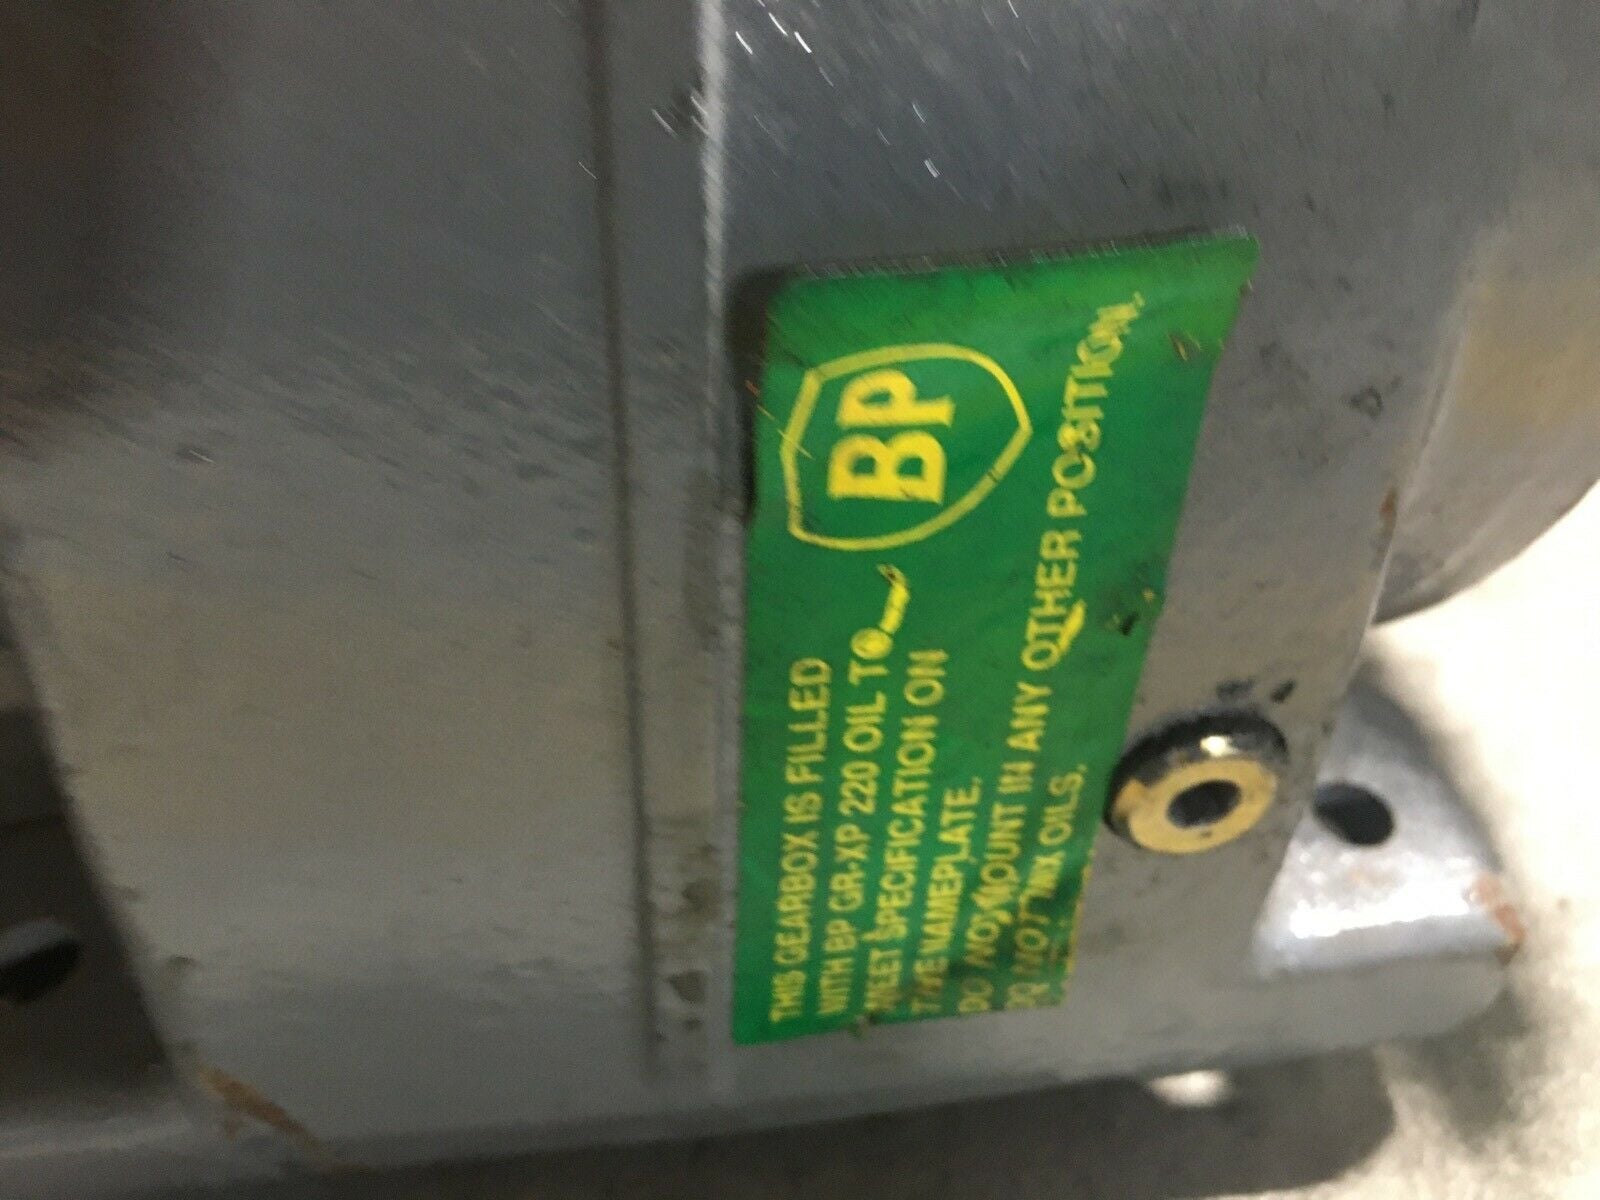 BP
THIS GEARBOX IS FILLED
WITH BP GR-XP 220 OIL TO
MEET SPECIFICATION ON
THE NAMEPLATE.
DO NOT MOUNT IN ANY OTHER POSITION.
DO NOT MIX OILS.